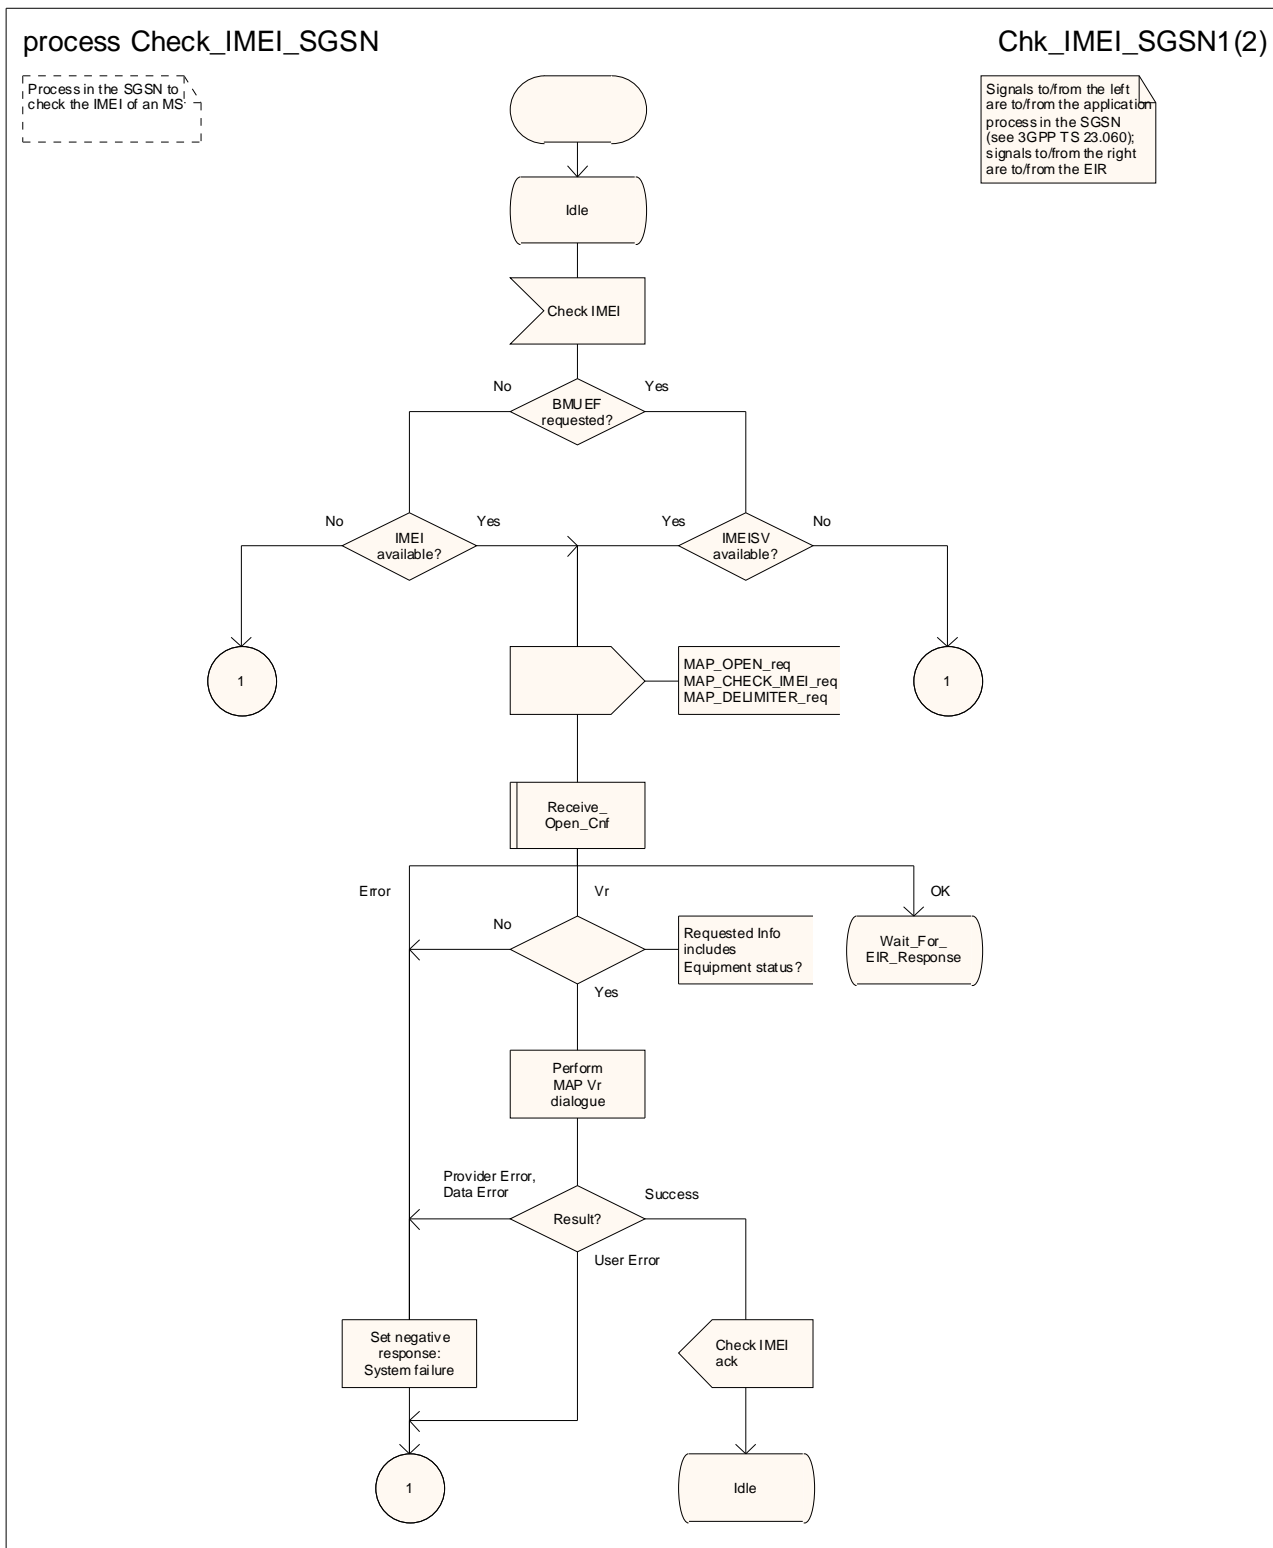 process Check_IMEI_SGSN
Chk_IMEI_SGSN1(2)
Process in the SGSN to
check the IMEI of an MS
Signals to/from the left
are to/from the application
process in the SGSN
(see 3GPP TS 23.060);
signals to/from the right
are to/from the EIR
Idle
Check IMEI
No
Yes
BMUEF
requested?
No
Yes
Yes
No
IMEI
available?
IMEISV
available?
1
MAP_OPEN_req
MAP_CHECK_IMEI_req
MAP_DELIMITER_req
1
Receive_
Open_Cnf
Error
Vr
OK
No
Requested Info
includes
Equipment status?
Wait_For_
EIR_Response
Yes
Perform
MAP Vr
dialogue
Provider Error,
Data Error
Success
Result?
User Error
Set negative
response:
System failure
Check IMEI
ack
1
Idle